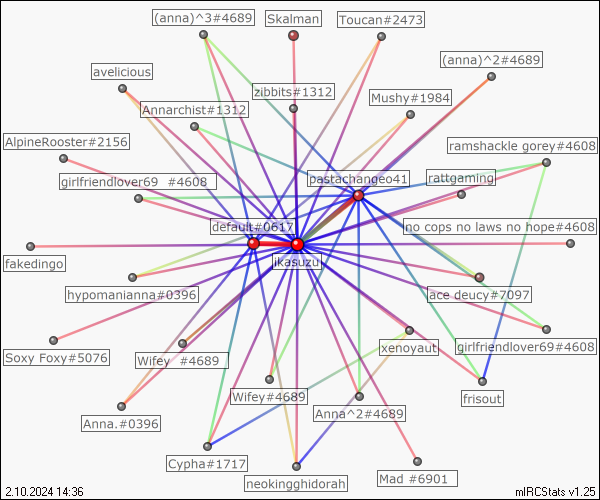 (anna)^3#4689
Skalman
Toucan#2473
(anna)^2#4689
avelicious
zibbits#1312
Mushy#1984
Annarchist#1312
AlpineRooster#2156
ramshackle gorey#4608
girlfriendlover69 #4608
pastachangeo41
rattgaming
default#0617
no cops no laws no hope#4608
fakedingo
ikasuzu
hypomanianna#0396
ace deucy#7097
Soxy Foxy#5076
Wifey #4689
xenoyaut
girlfriendlover69#4608
Wifey#4689
frisout
Anna.#0396
Anna^2#4689
Cypha#1717
neokingghidorah
Mad #6901
2.10.2024 14:36
mIRCStats v1.25